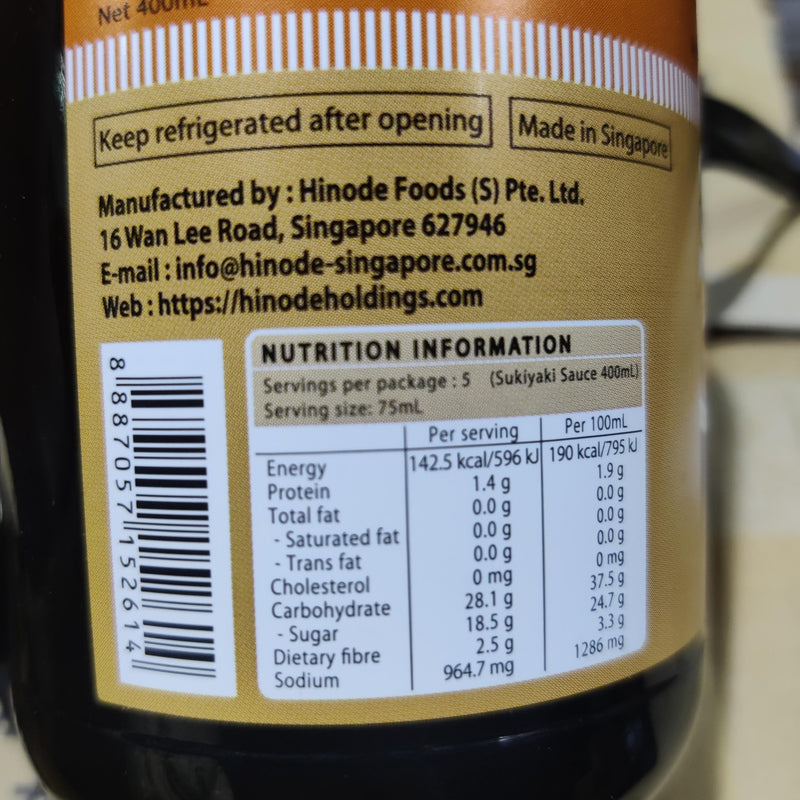 Net 400mL
Keep refrigerated after opening
Made in Singapore
Manufactured by : Hinode Foods (S) Pte. Ltd.
16 Wan Lee Road, Singapore 627946
E-mail : info@hinode-singapore.com.sg
Web : https://hinodeholdings.com
8 887057 152614
NUTRITION INFORMATION
Servings per package : 5 (Sukiyaki Sauce 400mL)
Serving size: 75mL
Per serving Per 100mL
Energy 142.5 kcal/596 kJ 190 kcal/795 kJ
Protein 1.4 g 1.9 g
Total fat 0.0 g 0.0 g
- Saturated fat 0.0 g 0.0 g
- Trans fat 0.0 g 0.0 g
Cholesterol 0 mg 0 mg
Carbohydrate 28.1 g 37.5 g
- Sugar 18.5 g 24.7 g
Dietary fibre 2.5 g 3.3 g
Sodium 964.7 mg 1286 mg